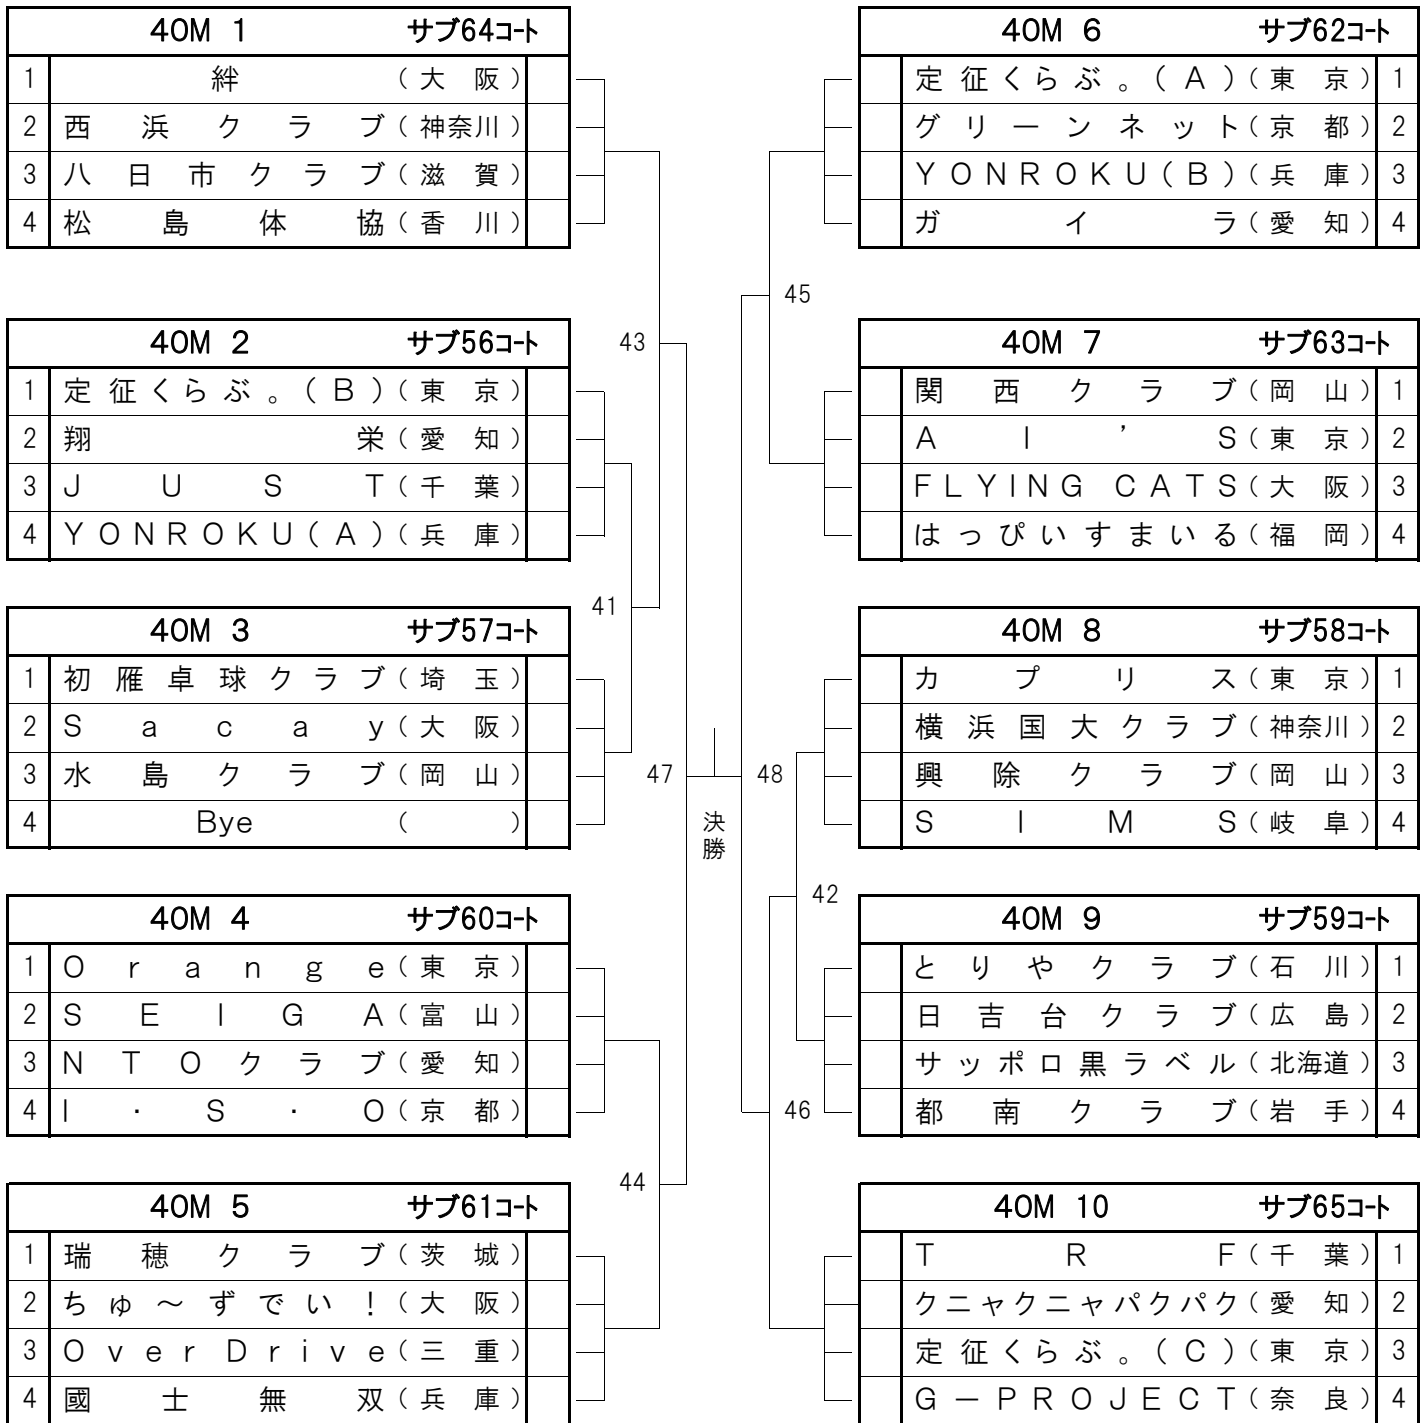 40M 1 サブ64コート
1 絆 (大阪)
2 西浜クラブ (神奈川)
3 八日市クラブ (滋賀)
4 松島体協 (香川)
40M 2 サブ56コート
1 定征くらぶ。(B) (東京)
2 翔栄 (愛知)
3 JUST (千葉)
4 YONROKU(A) (兵庫)
40M 3 サブ57コート
1 初雁卓球クラブ (埼玉)
2 Sacay (大阪)
3 水島クラブ (岡山)
4 Bye ( )
40M 4 サブ60コート
1 Orange (東京)
2 SEIGA (富山)
3 NTOクラブ (愛知)
4 I・S・O (京都)
40M 5 サブ61コート
1 瑞穂クラブ (茨城)
2 ちゅ～ずでい! (大阪)
3 Over Drive (三重)
4 國士無双 (兵庫)
43
41
47
44
決勝
45
48
42
46
40M 6 サブ62コート
定征くらぶ。(A) (東京) 1
グリーンネット (京都) 2
YONROKU(B) (兵庫) 3
ガイラ (愛知) 4
40M 7 サブ63コート
関西クラブ (岡山) 1
AI'S (東京) 2
FLYING CATS (大阪) 3
はっぴいすまいる (福岡) 4
40M 8 サブ58コート
カプリス (東京) 1
横浜国大クラブ (神奈川) 2
興除クラブ (岡山) 3
SIMS (岐阜) 4
40M 9 サブ59コート
とりやクラブ (石川) 1
日吉台クラブ (広島) 2
サッポロ黒ラベル (北海道) 3
都南クラブ (岩手) 4
40M 10 サブ65コート
TRF (千葉) 1
クニャクニャパクパク (愛知) 2
定征くらぶ。(C) (東京) 3
G－PROJECT (奈良) 4